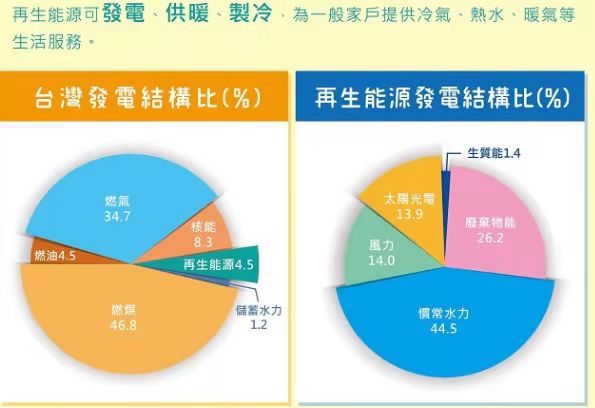 再生能源可發電、供暖、製冷，為一般家戶提供冷氣、熱水、暖氣等
生活服務。
台灣發電結構比(%)
燃氣
34.7
核能
8.3
再生能源4.5
儲蓄水力
1.2
燃油4.5
燃煤
46.8
再生能源發電結構比(%)
生質能1.4
太陽光電
13.9
廢棄物能
26.2
風力
14.0
慣常水力
44.5